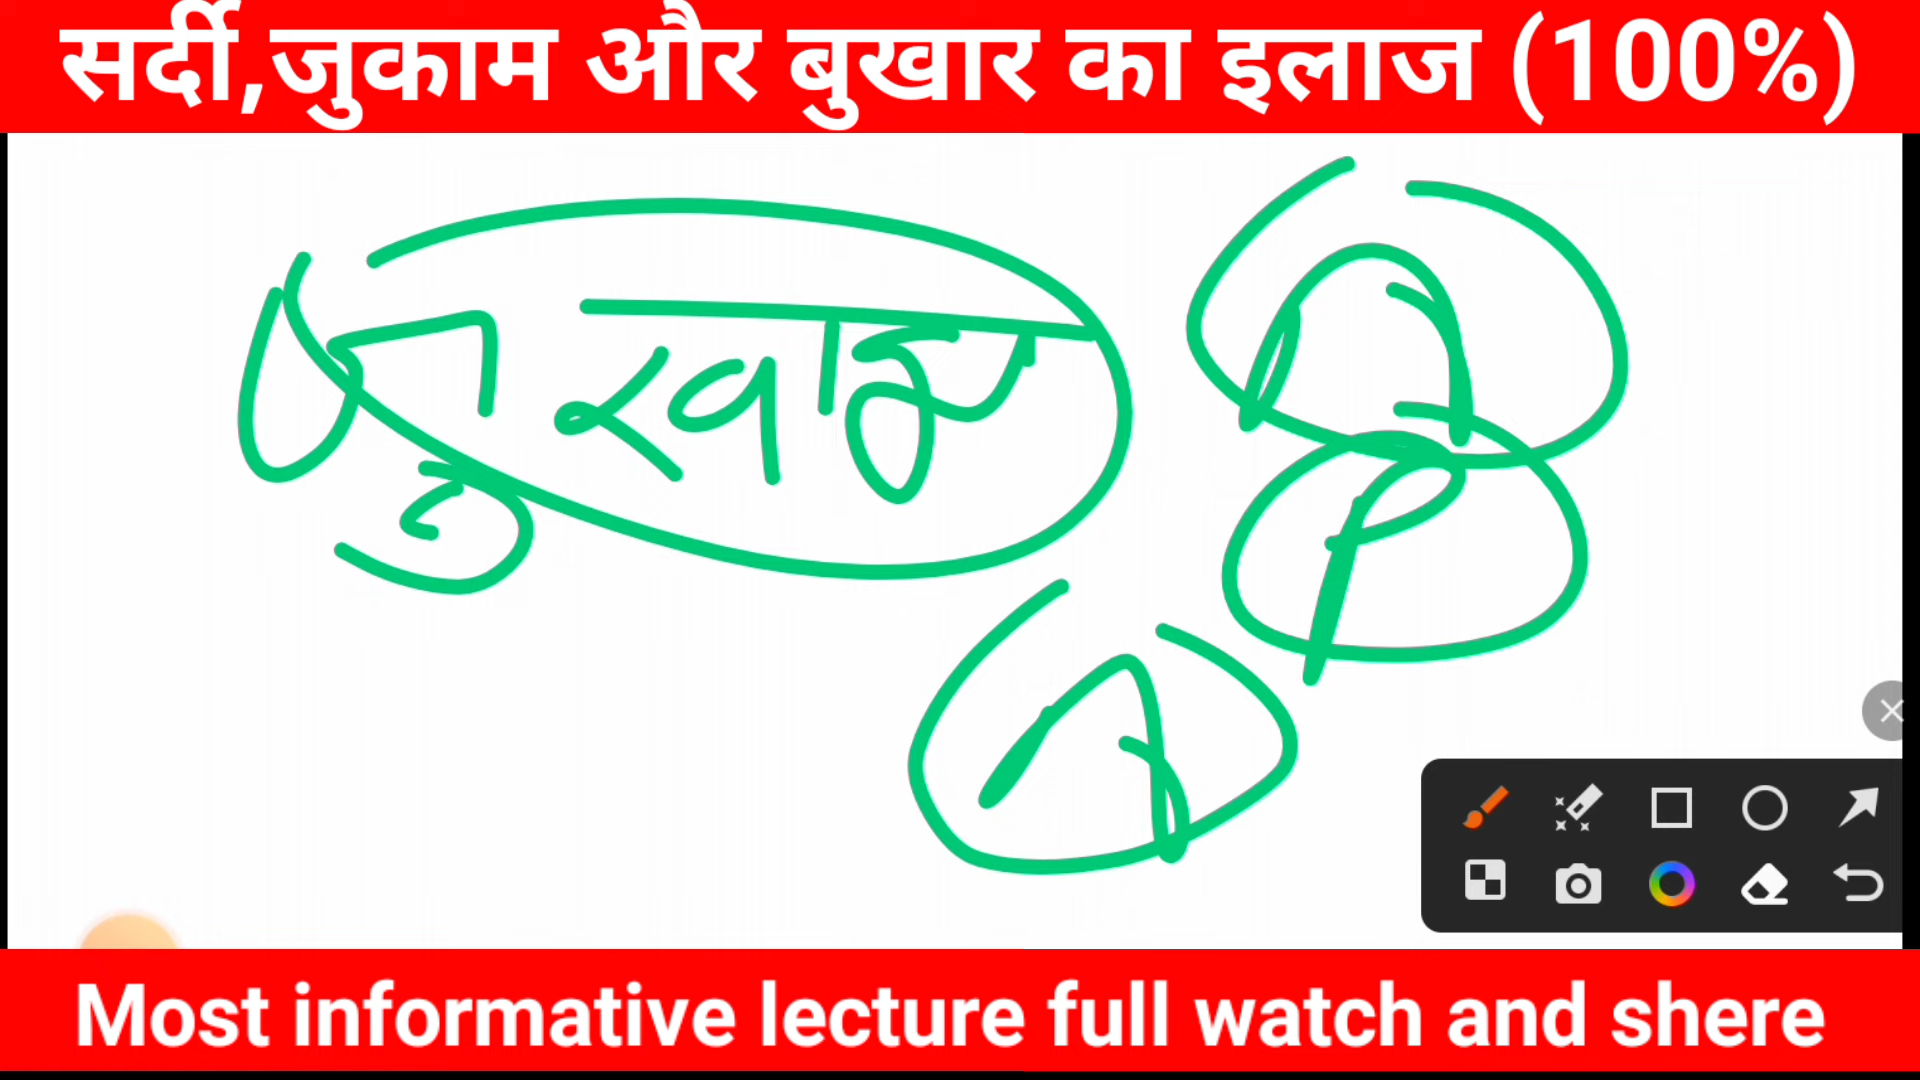 सर्दी,जुकाम और बुखार का इलाज (100%)
P
Most informative lecture full watch and shere